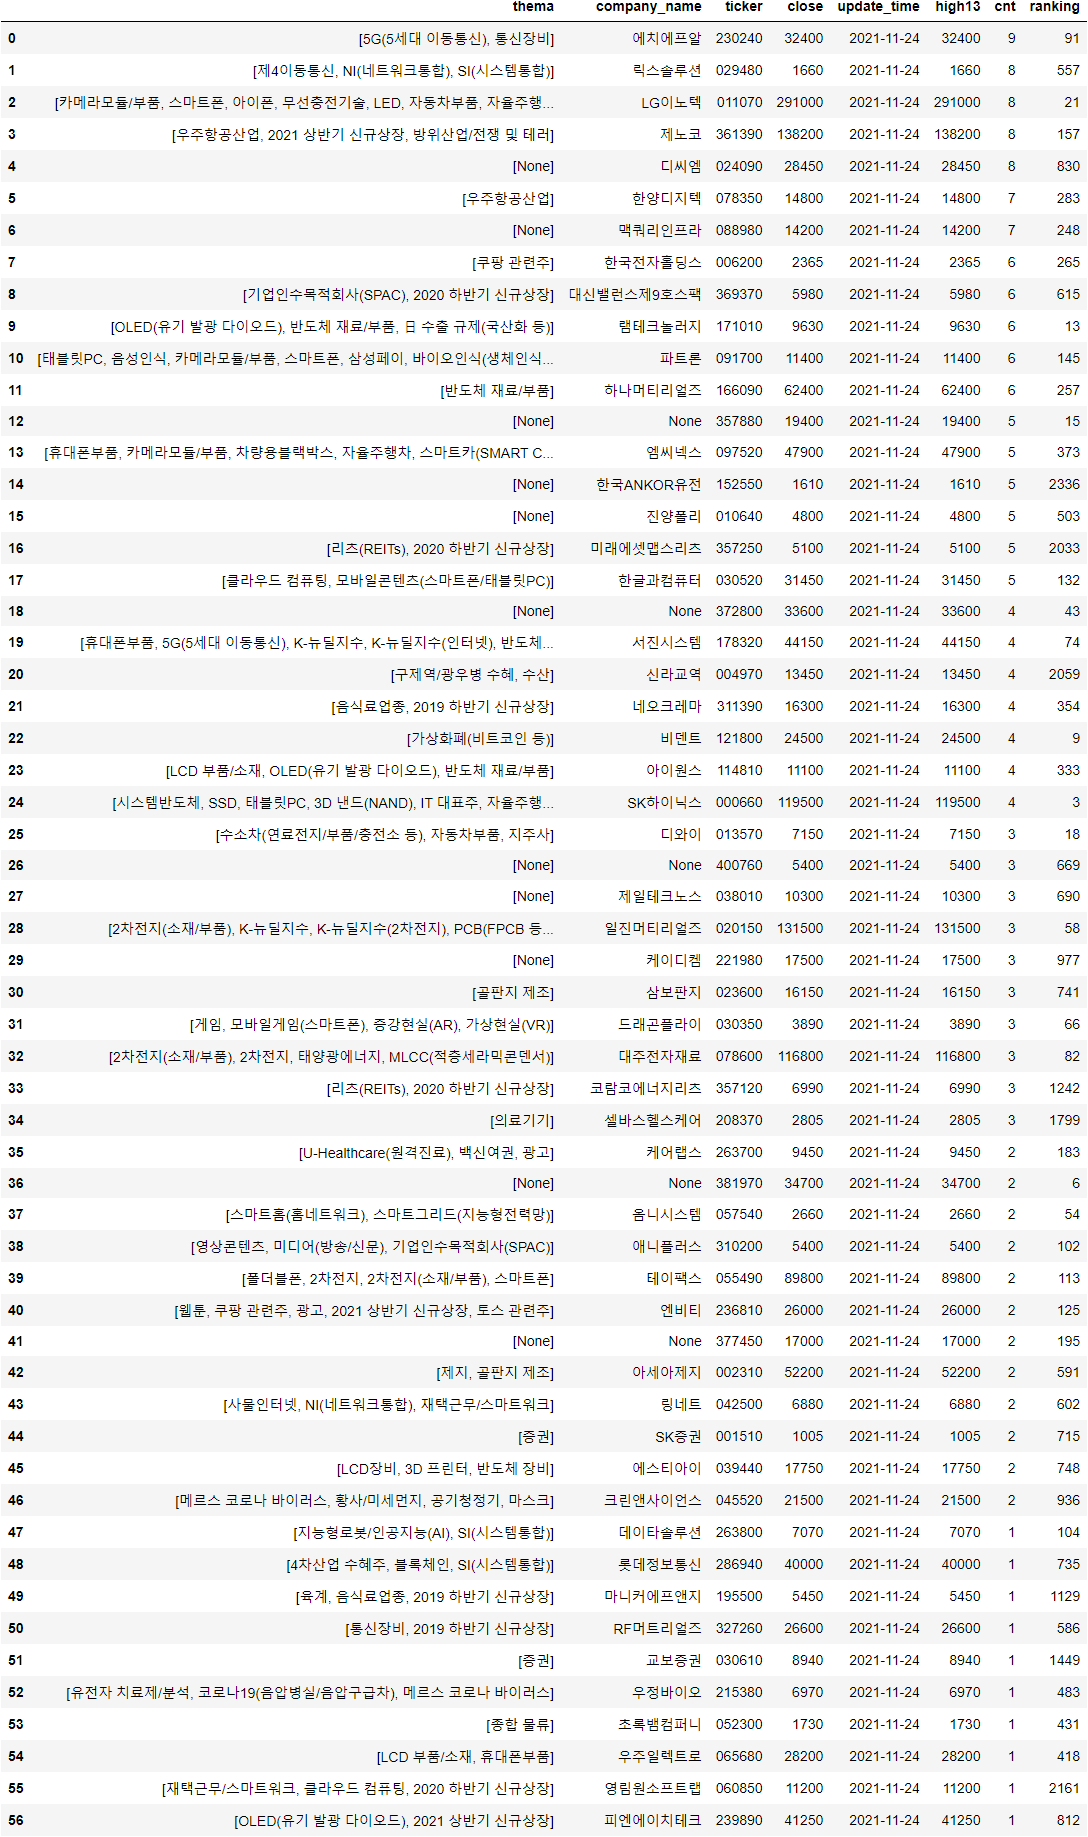 thema company_name ticker close update_time high13 cnt ranking
0 [5G(5세대 이동통신), 통신장비] 에치에프알 230240 32400 2021-11-24 32400 9 91
1 [제4이동통신, NI(네트워크통합), SI(시스템통합)] 릭스솔루션 029480 1660 2021-11-24 1660 8 557
2 [카메라모듈/부품, 스마트폰, 아이폰, 무선충전기술, LED, 자동차부품, 자율주행... LG이노텍 011070 291000 2021-11-24 291000 8 21
3 [우주항공산업, 2021 상반기 신규상장, 방위산업/전쟁 및 테러] 제노코 361390 138200 2021-11-24 138200 8 157
4 [None] 디씨엠 024090 28450 2021-11-24 28450 8 830
5 [우주항공산업] 한양디지텍 078350 14800 2021-11-24 14800 7 283
6 [None] 맥쿼리인프라 088980 14200 2021-11-24 14200 7 248
7 [쿠팡 관련주] 한국전자홀딩스 006200 2365 2021-11-24 2365 6 265
8 [기업인수목적회사(SPAC), 2020 하반기 신규상장] 대신밸런스제9호스팩 369370 5980 2021-11-24 5980 6 615
9 [OLED(유기 발광 다이오드), 반도체 재료/부품, 日 수출 규제(국산화 등)] 램테크놀러지 171010 9630 2021-11-24 9630 6 13
10 [태블릿PC, 음성인식, 카메라모듈/부품, 스마트폰, 삼성페이, 바이오인식(생체인식... 파트론 091700 11400 2021-11-24 11400 6 145
11 [반도체 재료/부품] 하나머티리얼즈 166090 62400 2021-11-24 62400 6 257
12 [None] None 357880 19400 2021-11-24 19400 5 15
13 [휴대폰부품, 카메라모듈/부품, 차량용블랙박스, 자율주행차, 스마트카(SMART C... 엠씨넥스 097520 47900 2021-11-24 47900 5 373
14 [None] 한국ANKOR유전 152550 1610 2021-11-24 1610 5 2336
15 [None] 진양폴리 010640 4800 2021-11-24 4800 5 503
16 [리츠(REITs), 2020 하반기 신규상장] 미래에셋맵스리츠 357250 5100 2021-11-24 5100 5 2033
17 [클라우드 컴퓨팅, 모바일콘텐츠(스마트폰/태블릿PC)] 한글과컴퓨터 030520 31450 2021-11-24 31450 5 132
18 [None] None 372800 33600 2021-11-24 33600 4 43
19 [휴대폰부품, 5G(5세대 이동통신), K-뉴딜지수, K-뉴딜지수(인터넷), 반도체... 서진시스템 178320 44150 2021-11-24 44150 4 74
20 [구제역/광우병 수혜, 수산] 신라교역 004970 13450 2021-11-24 13450 4 2059
21 [음식료업종, 2019 하반기 신규상장] 네오크레마 311390 16300 2021-11-24 16300 4 354
22 [가상화폐(비트코인 등)] 비덴트 121800 24500 2021-11-24 24500 4 9
23 [LCD 부품/소재, OLED(유기 발광 다이오드), 반도체 재료/부품] 아이원스 114810 11100 2021-11-24 11100 4 333
24 [시스템반도체, SSD, 태블릿PC, 3D 낸드(NAND), IT 대표주, 자율주행... SK하이닉스 000660 119500 2021-11-24 119500 4 3
25 [수소차(연료전지/부품/충전소 등), 자동차부품, 지주사] 디와이 013570 7150 2021-11-24 7150 3 18
26 [None] None 400760 5400 2021-11-24 5400 3 669
27 [None] 제일테크노스 038010 10300 2021-11-24 10300 3 690
28 [2차전지(소재/부품), K-뉴딜지수, K-뉴딜지수(2차전지), PCB(FPCB 등... 일진머티리얼즈 020150 131500 2021-11-24 131500 3 58
29 [None] 케이디켐 221980 17500 2021-11-24 17500 3 977
30 [골판지 제조] 삼보판지 023600 16150 2021-11-24 16150 3 741
31 [게임, 모바일게임(스마트폰), 증강현실(AR), 가상현실(VR)] 드래곤플라이 030350 3890 2021-11-24 3890 3 66
32 [2차전지(소재/부품), 2차전지, 태양광에너지, MLCC(적층세라믹콘덴서)] 대주전자재료 078600 116800 2021-11-24 116800 3 82
33 [리츠(REITs), 2020 하반기 신규상장] 코람코에너지리츠 357120 6990 2021-11-24 6990 3 1242
34 [의료기기] 셀바스헬스케어 208370 2805 2021-11-24 2805 3 1799
35 [U-Healthcare(원격진료), 백신여권, 광고] 케어랩스 263700 9450 2021-11-24 9450 2 183
36 [None] None 381970 34700 2021-11-24 34700 2 6
37 [스마트홈(홈네트워크), 스마트그리드(지능형전력망)] 옴니시스템 057540 2660 2021-11-24 2660 2 54
38 [영상콘텐츠, 미디어(방송/신문), 기업인수목적회사(SPAC)] 애니플러스 310200 5400 2021-11-24 5400 2 102
39 [폴더블폰, 2차전지, 2차전지(소재/부품), 스마트폰] 테이팩스 055490 89800 2021-11-24 89800 2 113
40 [웹툰, 쿠팡 관련주, 광고, 2021 상반기 신규상장, 토스 관련주] 엔비티 236810 26000 2021-11-24 26000 2 125
41 [None] None 377450 17000 2021-11-24 17000 2 195
42 [제지, 골판지 제조] 아세아제지 002310 52200 2021-11-24 52200 2 591
43 [사물인터넷, NI(네트워크통합), 재택근무/스마트워크] 링네트 042500 6880 2021-11-24 6880 2 602
44 [증권] SK증권 001510 1005 2021-11-24 1005 2 715
45 [LCD장비, 3D 프린터, 반도체 장비] 에스티아이 039440 17750 2021-11-24 17750 2 748
46 [메르스 코로나 바이러스, 황사/미세먼지, 공기청정기, 마스크] 크린앤사이언스 045520 21500 2021-11-24 21500 2 936
47 [지능형로봇/인공지능(AI), SI(시스템통합)] 데이타솔루션 263800 7070 2021-11-24 7070 1 104
48 [4차산업 수혜주, 블록체인, SI(시스템통합)] 롯데정보통신 286940 40000 2021-11-24 40000 1 735
49 [육계, 음식료업종, 2019 하반기 신규상장] 마니커에프앤지 195500 5450 2021-11-24 5450 1 1129
50 [통신장비, 2019 하반기 신규상장] RF머트리얼즈 327260 26600 2021-11-24 26600 1 586
51 [증권] 교보증권 030610 8940 2021-11-24 8940 1 1449
52 [유전자 치료제/분석, 코로나19(음압병실/음압구급차), 메르스 코로나 바이러스] 우정바이오 215380 6970 2021-11-24 6970 1 483
53 [종합 물류] 초록뱀컴퍼니 052300 1730 2021-11-24 1730 1 431
54 [LCD 부품/소재, 휴대폰부품] 우주일렉트로 065680 28200 2021-11-24 28200 1 418
55 [재택근무/스마트워크, 클라우드 컴퓨팅, 2020 하반기 신규상장] 영림원소프트랩 060850 11200 2021-11-24 11200 1 2161
56 [OLED(유기 발광 다이오드), 2021 상반기 신규상장] 피엔에이치테크 239890 41250 2021-11-24 41250 1 812